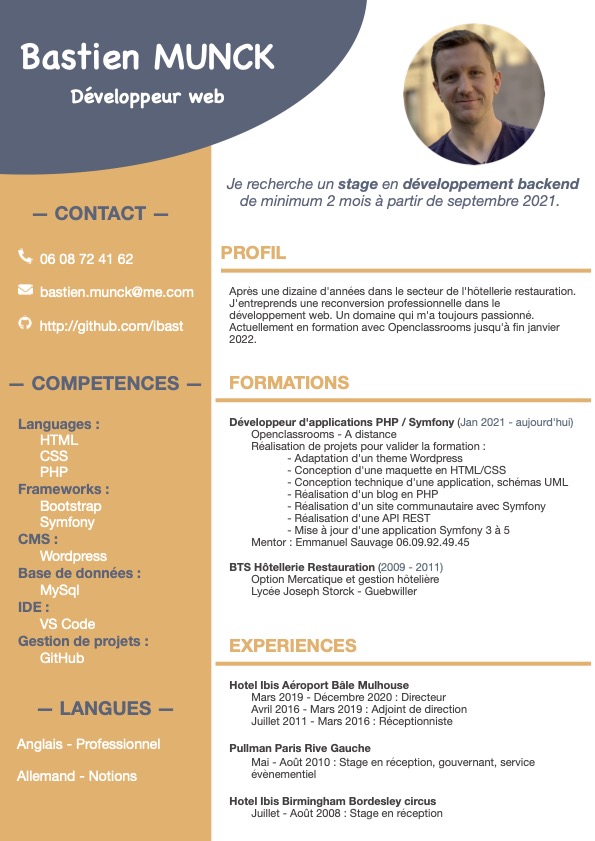 Bastien MUNCK
Développeur web
Je recherche un stage en développement backend
de minimum 2 mois à partir de septembre 2021.
— CONTACT —
06 08 72 41 62
bastien.munck@me.com
http://github.com/ibast
— COMPETENCES —
Languages :
HTML
CSS
PHP
Frameworks :
Bootstrap
Symfony
CMS :
Wordpress
Base de données :
MySql
IDE :
VS Code
Gestion de projets :
GitHub
— LANGUES —
Anglais - Professionnel
Allemand - Notions
PROFIL
Après une dizaine d'années dans le secteur de l'hôtellerie restauration.
J'entreprends une reconversion professionnelle dans le
développement web. Un domaine qui m'a toujours passionné.
Actuellement en formation avec Openclassrooms jusqu'à fin janvier
2022.
FORMATIONS
Développeur d'applications PHP / Symfony (Jan 2021 - aujourd'hui)
Openclassrooms - A distance
Réalisation de projets pour valider la formation :
- Adaptation d'un theme Wordpress
- Conception d'une maquette en HTML/CSS
- Conception technique d'une application, schémas UML
- Réalisation d'un blog en PHP
- Réalisation d'un site communautaire avec Symfony
- Réalisation d'une API REST
- Mise à jour d'une application Symfony 3 à 5
Mentor : Emmanuel Sauvage 06.09.92.49.45
BTS Hôtellerie Restauration (2009 - 2011)
Option Mercatique et gestion hôtelière
Lycée Joseph Storck - Guebwiller
EXPERIENCES
Hotel Ibis Aéroport Bâle Mulhouse
Mars 2019 - Décembre 2020 : Directeur
Avril 2016 - Mars 2019 : Adjoint de direction
Juillet 2011 - Mars 2016 : Réceptionniste
Pullman Paris Rive Gauche
Mai - Août 2010 : Stage en réception, gouvernant, service
évènementiel
Hotel Ibis Birmingham Bordesley circus
Juillet - Août 2008 : Stage en réception